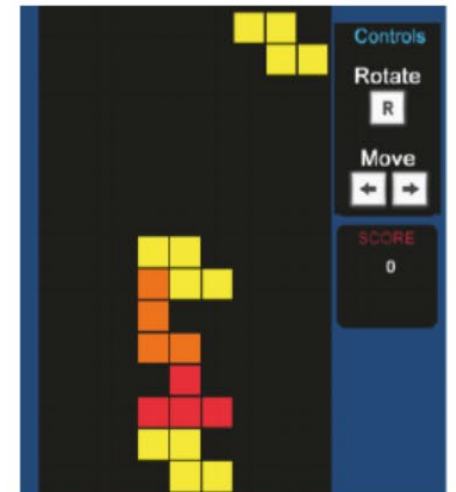 Controls
Rotate
R
Move
← →
SCORE
0